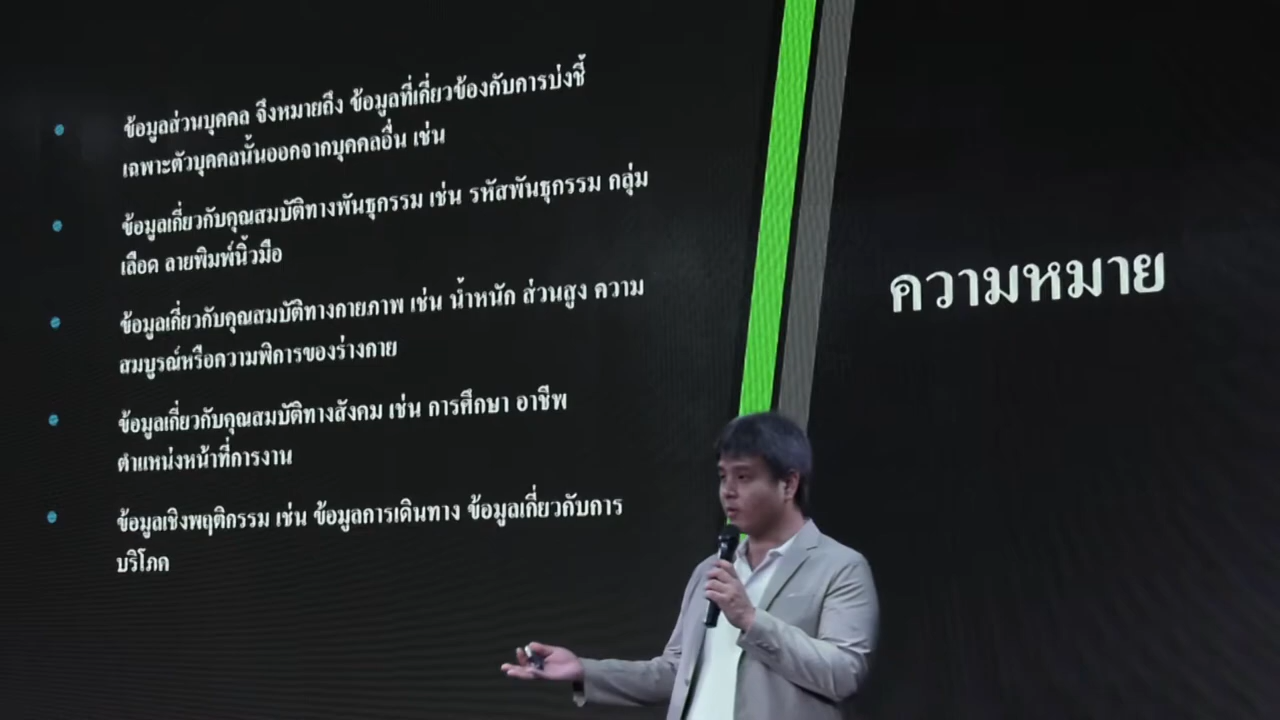 ข้อมูลส่วนบุคคล จึงหมายถึง ข้อมูลที่เกี่ยวข้องกับการบ่งชี้
เฉพาะตัวบุคคลนั้นออกจากบุคคลอื่น เช่น
ข้อมูลเกี่ยวกับคุณสมบัติทางพันธุกรรม เช่น รหัสพันธุกรรม กลุ่ม
เลือด ลายพิมพ์นิ้วมือ
ข้อมูลเกี่ยวกับคุณสมบัติทางกายภาพ เช่น น้ำหนัก ส่วนสูง ความ
สมบูรณ์หรือความพิการของร่างกาย
ข้อมูลเกี่ยวกับคุณสมบัติทางสังคม เช่น การศึกษา อาชีพ
ตำแหน่งหน้าที่การงาน
ข้อมูลเชิงพฤติกรรม เช่น ข้อมูลการเดินทาง ข้อมูลเกี่ยวกับการ
บริโภค
ความหมาย